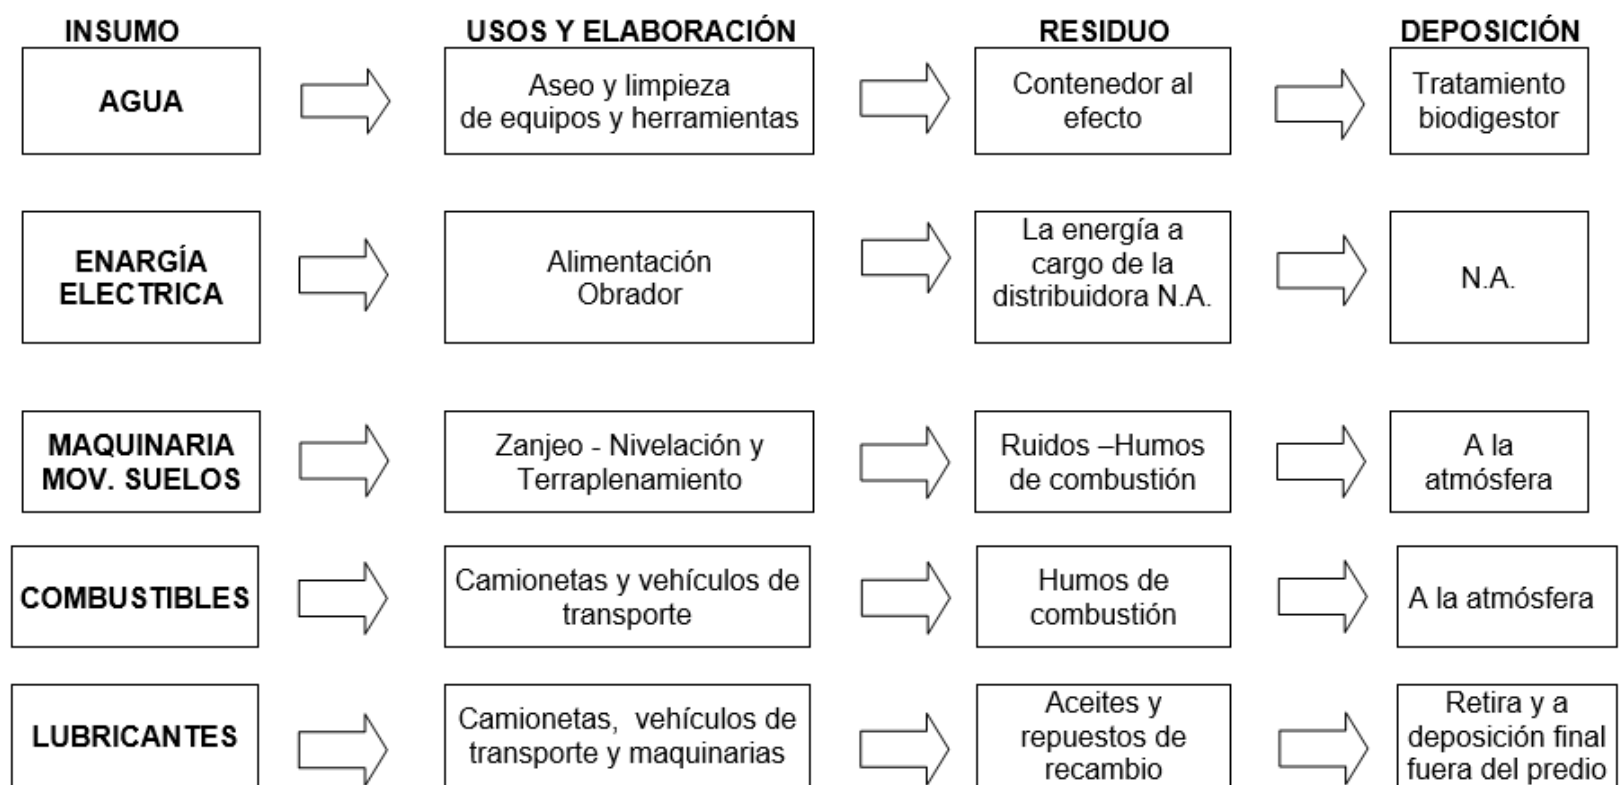 INSUMO
USOS Y ELABORACIÓN
RESIDUO
DEPOSICIÓN
AGUA
Aseo y limpieza
de equipos y herramientas
Contenedor al
efecto
Tratamiento
biodigestor
ENARGÍA
ELECTRICA
Alimentación
Obrador
La energía a
cargo de la
distribuidora N.A.
N.A.
MAQUINARIA
MOV. SUELOS
Zanjeo - Nivelación y
Terraplenamiento
Ruidos –Humos
de combustión
A la
atmósfera
COMBUSTIBLES
Camionetas y vehículos de
transporte
Humos de
combustión
A la atmósfera
LUBRICANTES
Camionetas, vehículos de
transporte y maquinarias
Aceites y
repuestos de
recambio
Retira y a
deposición final
fuera del predio